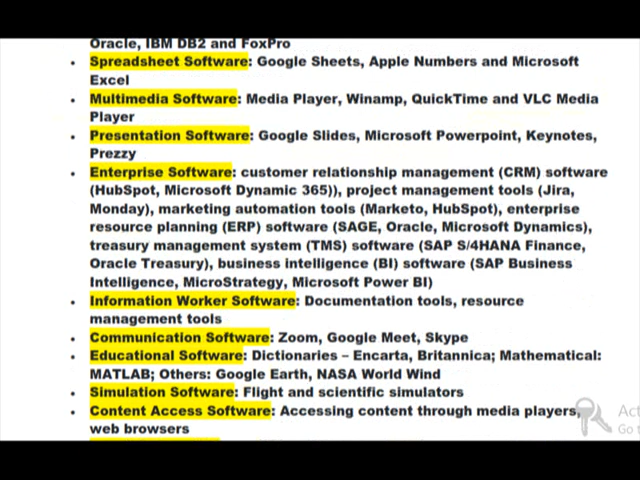 Oracle, IBM DB2 and FoxPro
• Spreadsheet Software: Google Sheets, Apple Numbers and Microsoft
Excel
• Multimedia Software: Media Player, Winamp, QuickTime and VLC Media
Player
• Presentation Software: Google Slides, Microsoft Powerpoint, Keynotes,
Prezzy
• Enterprise Software: customer relationship management (CRM) software
(HubSpot, Microsoft Dynamic 365)), project management tools (Jira,
Monday), marketing automation tools (Marketo, HubSpot), enterprise
resource planning (ERP) software (SAGE, Oracle, Microsoft Dynamics),
treasury management system (TMS) software (SAP S/4HANA Finance,
Oracle Treasury), business intelligence (BI) software (SAP Business
Intelligence, MicroStrategy, Microsoft Power BI)
• Information Worker Software: Documentation tools, resource
management tools
• Communication Software: Zoom, Google Meet, Skype
• Educational Software: Dictionaries – Encarta, Britannica; Mathematical:
MATLAB; Others: Google Earth, NASA World Wind
• Simulation Software: Flight and scientific simulators
• Content Access Software: Accessing content through media players,
web browsers
Act
Go t